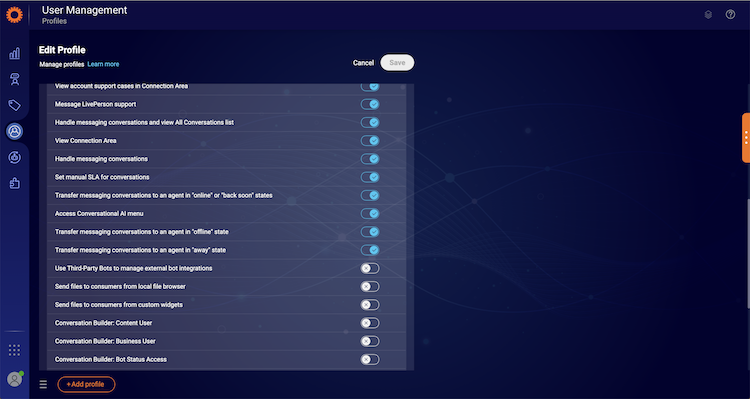 User Management
Profiles
Edit Profile
Manage profiles Learn more
Cancel Save
View account support cases in Connection Area
Message LivePerson support
Handle messaging conversations and view All Conversations list
View Connection Area
Handle messaging conversations
Set manual SLA for conversations
Transfer messaging conversations to an agent in "online" or "back soon" states
Access Conversational AI menu
Transfer messaging conversations to an agent in "offline" state
Transfer messaging conversations to an agent in "away" state
Use Third-Party Bots to manage external bot integrations
Send files to consumers from local file browser
Send files to consumers from custom widgets
Conversation Builder: Content User
Conversation Builder: Business User
Conversation Builder: Bot Status Access
+Add profile